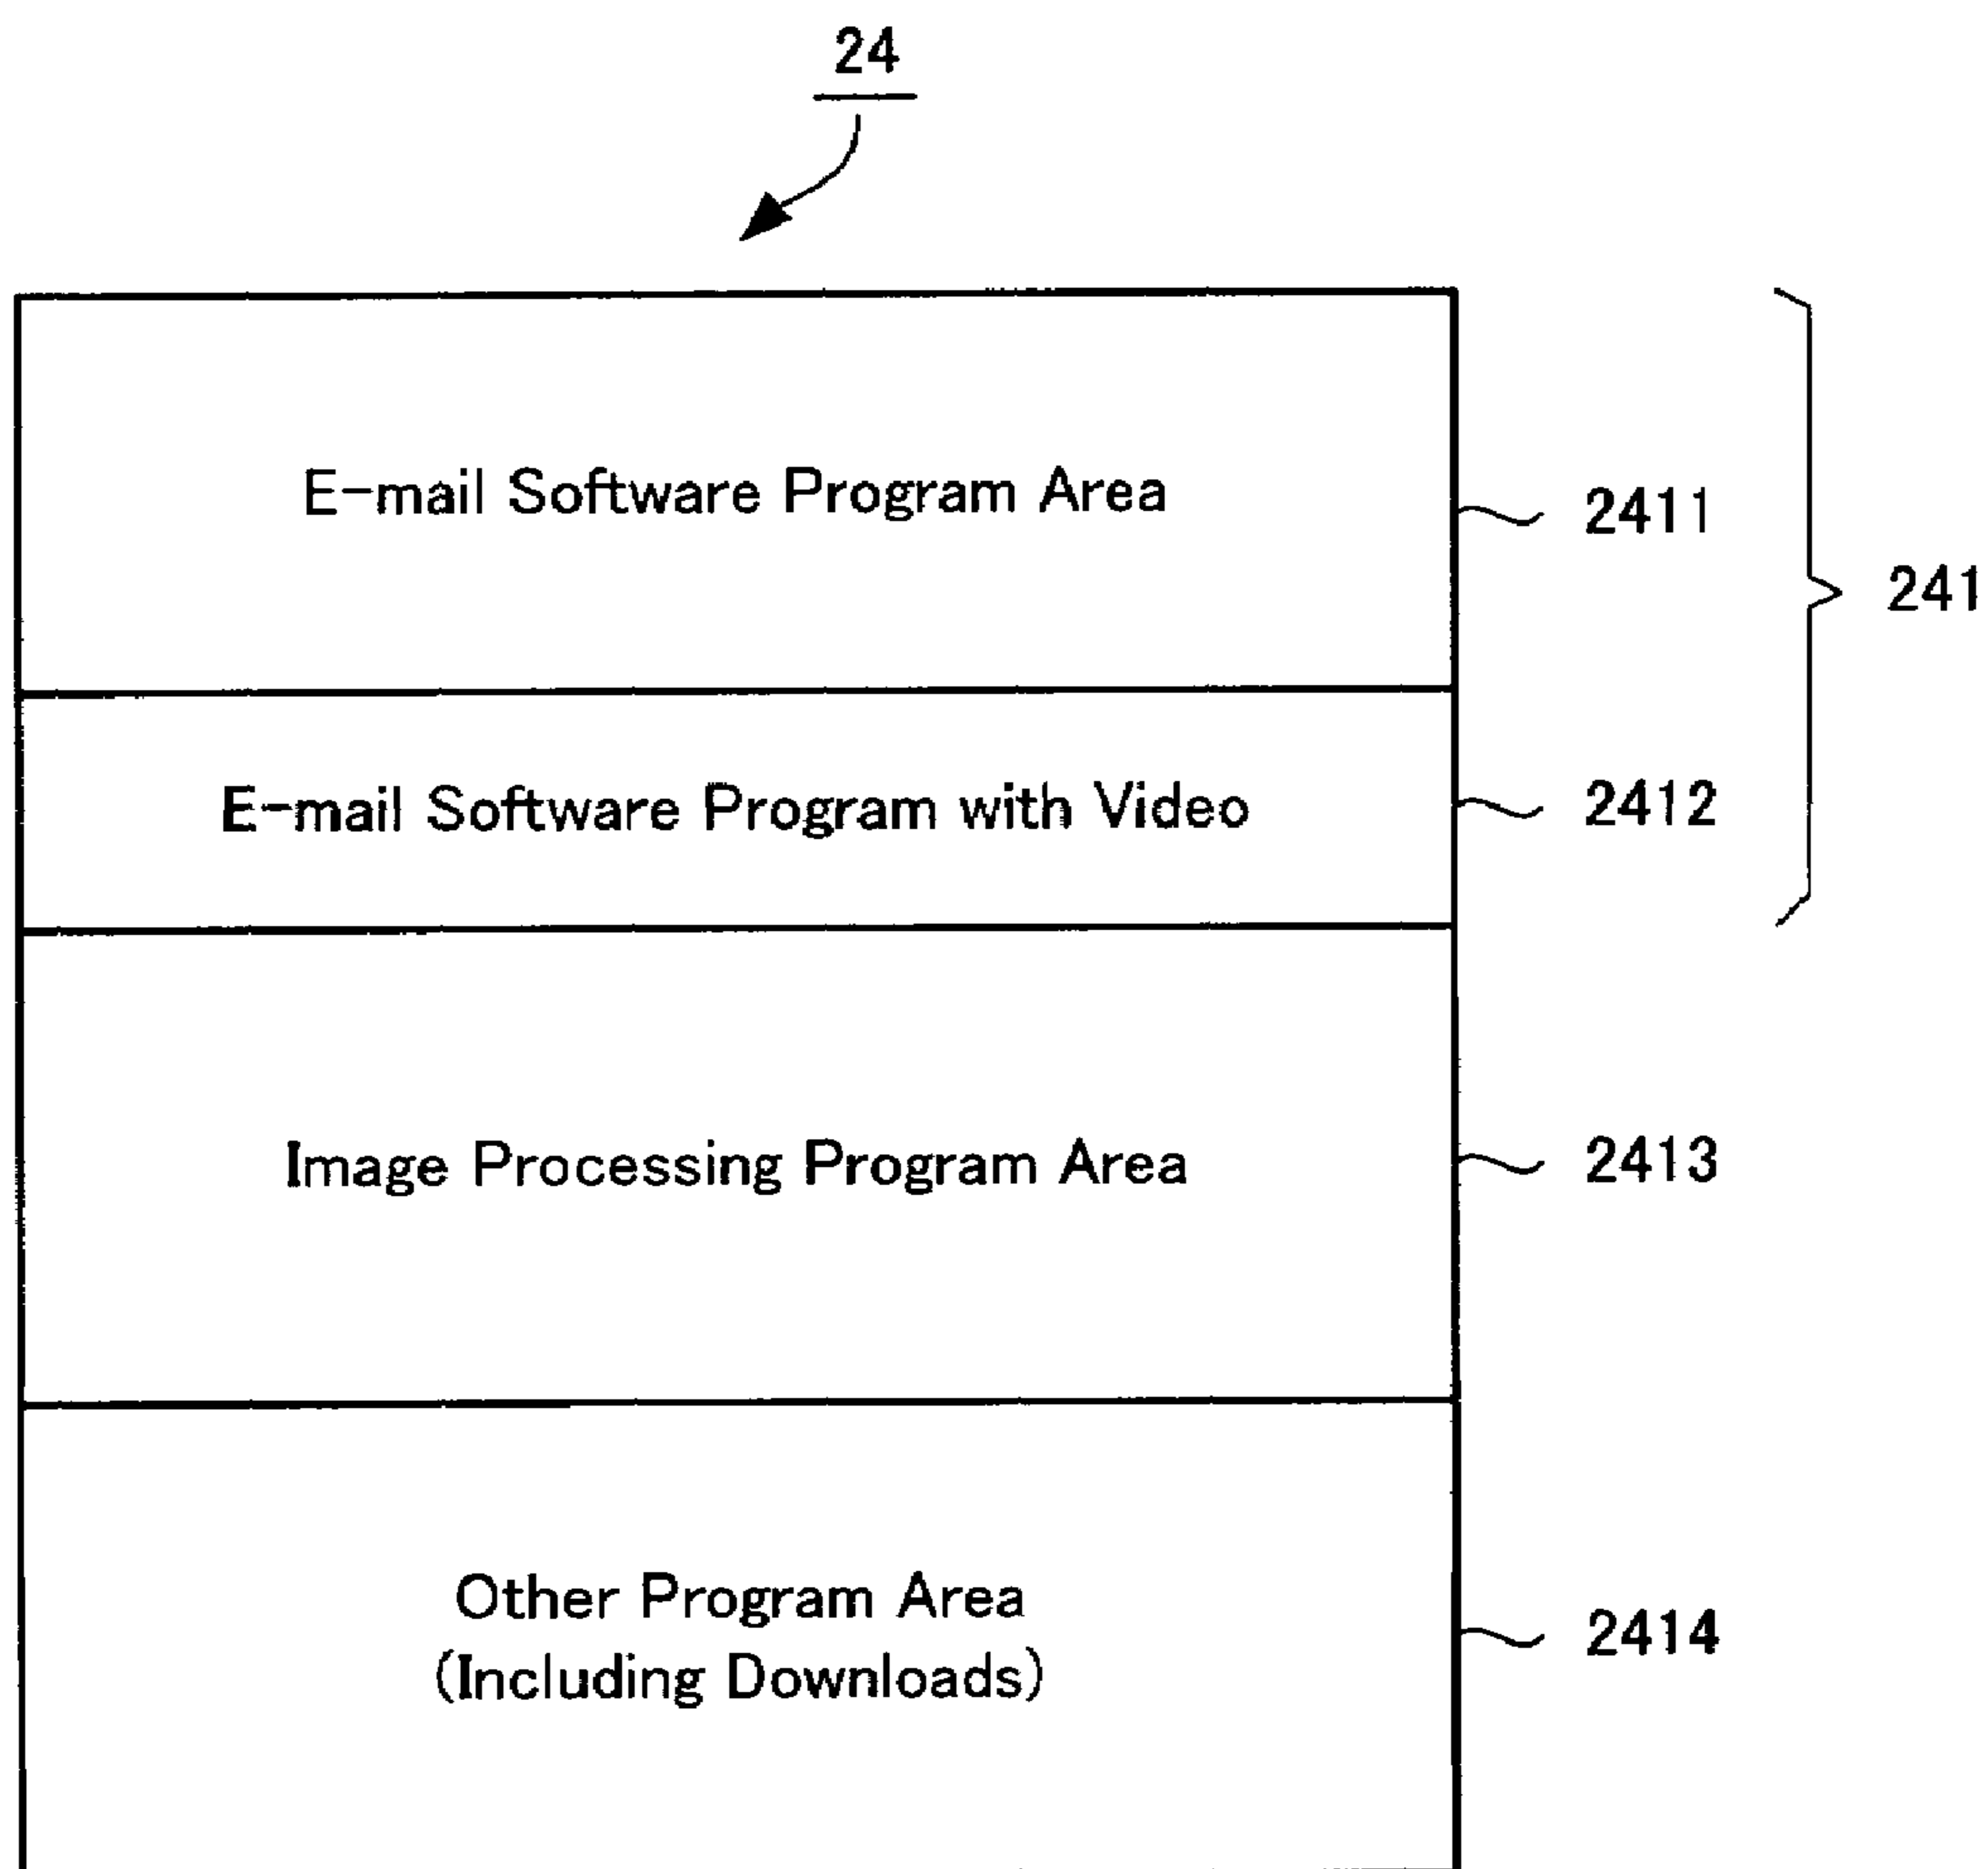 24
E-mail Software Program Area
2411
241
E-mail Software Program with Video
2412
Image Processing Program Area
2413
Other Program Area
(Including Downloads)
2414